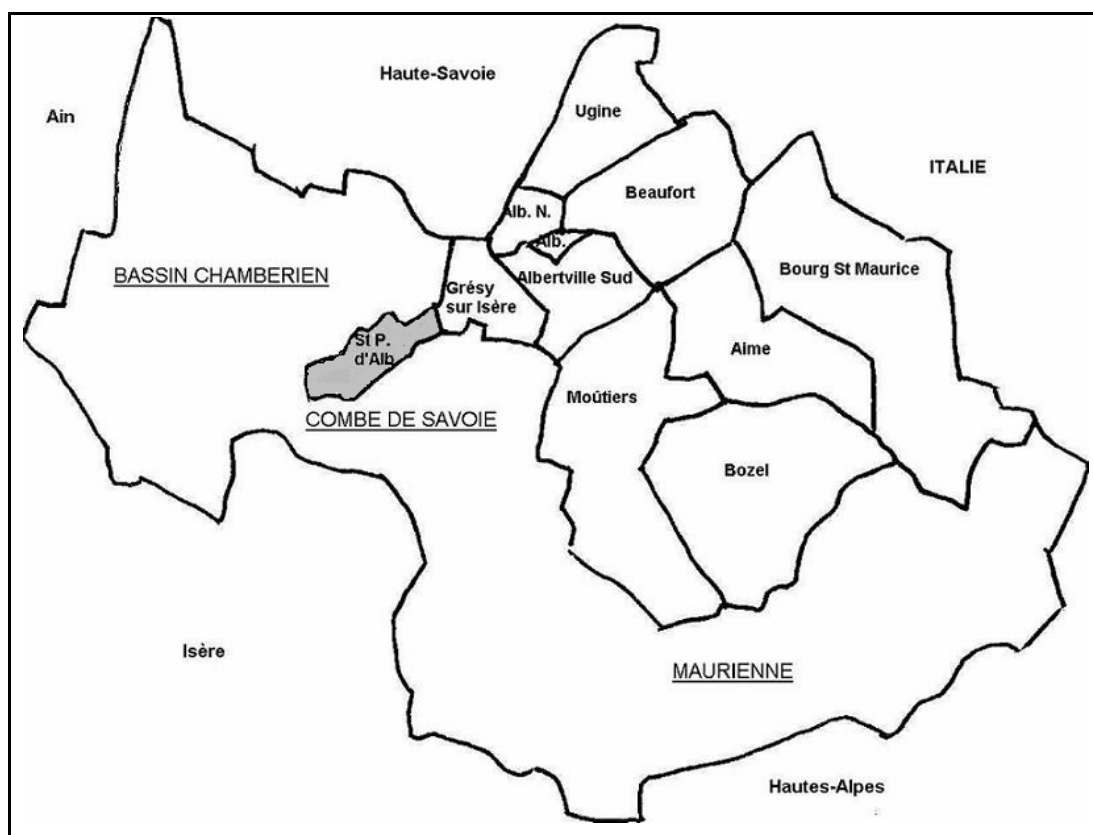 Haute-Savoie
Ain
Ugine
ITALIE
Beaufort
Alb. N.
Alb.
BASSIN CHAMBERIEN
Bourg St Maurice
Albertville Sud
Grésy
sur Isère
St P.
d'Alb
Aime
Moûtiers
COMBE DE SAVOIE
Bozel
Isère
MAURIENNE
Hautes-Alpes